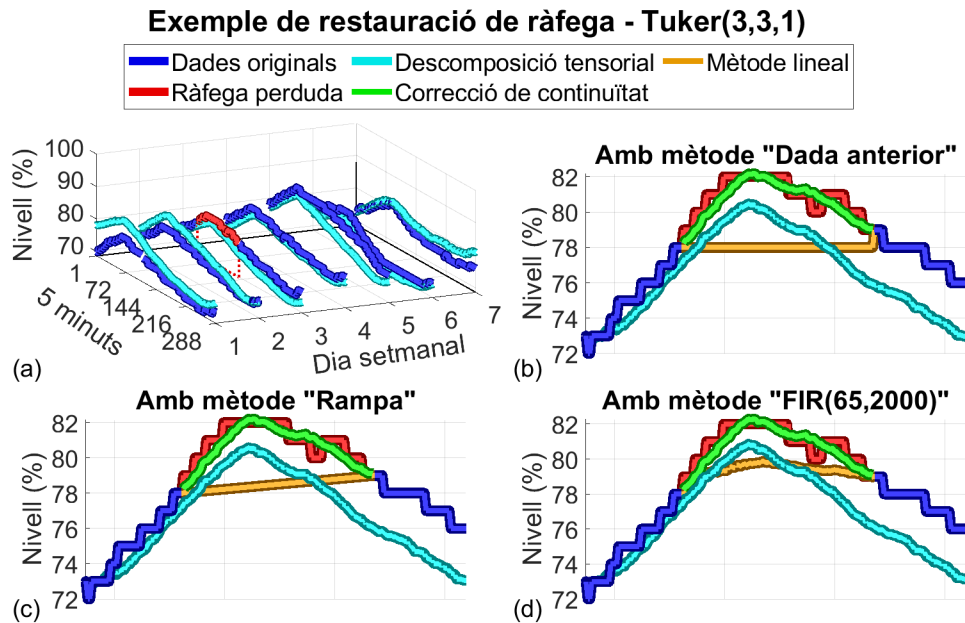 Exemple de restauració de ràfega - Tuker(3,3,1)
Dades originals
Descomposició tensorial
Mètode lineal
Ràfega perduda
Correcció de continuïtat
100
90
80
70
Nivell (%)
1
72
144
216
288
5 minuts
1
2
3
4
5
6
7
Dia setmanal
(a)
Amb mètode "Dada anterior"
82
80
78
76
74
72
Nivell (%)
(b)
Amb mètode "Rampa"
82
80
78
76
74
72
Nivell (%)
(c)
Amb mètode "FIR(65,2000)"
82
80
78
76
74
72
Nivell (%)
(d)